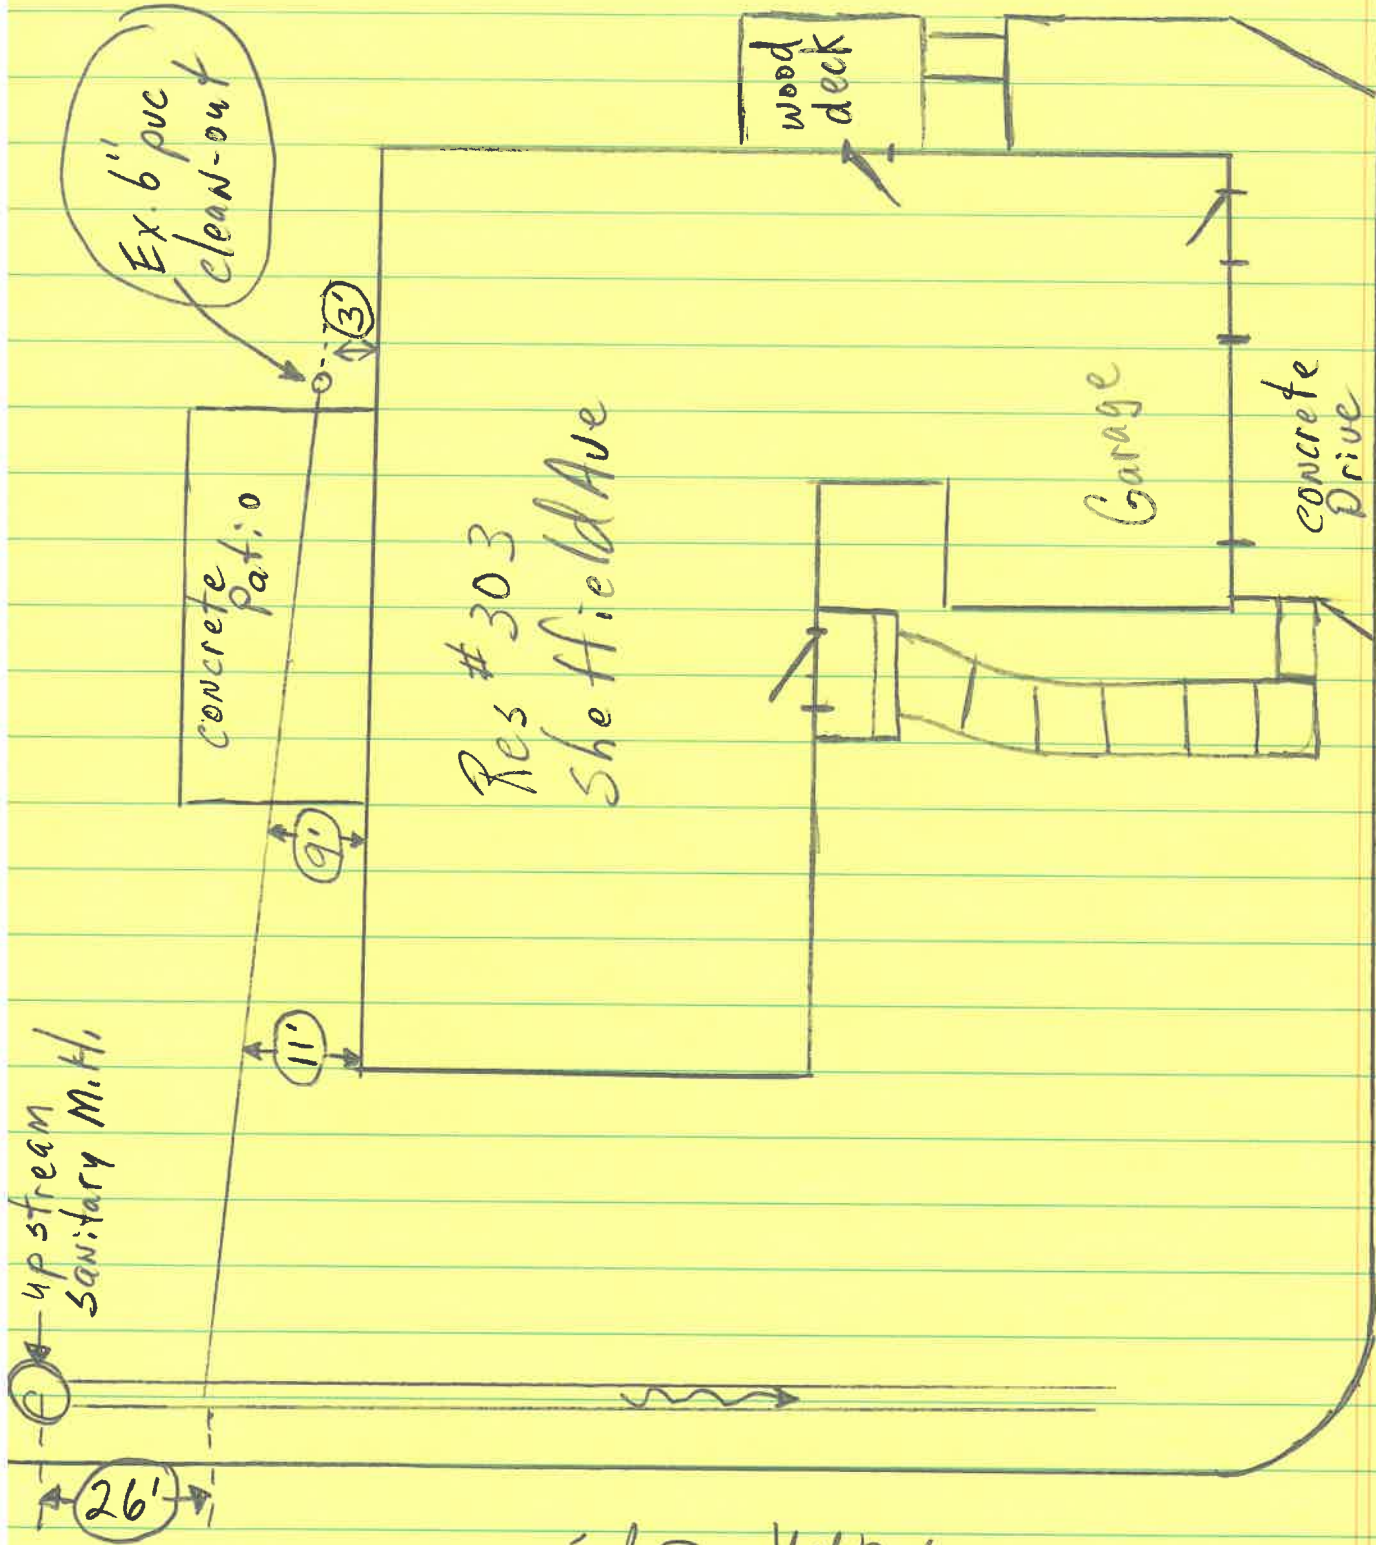 Ex. 6" pvc
clean-out
wood
deck
3'
concrete
Patio
Res # 303
Sheffield Ave
Garage
concrete
Drive
9'
11'
upstream
sanitary M.H.
26'